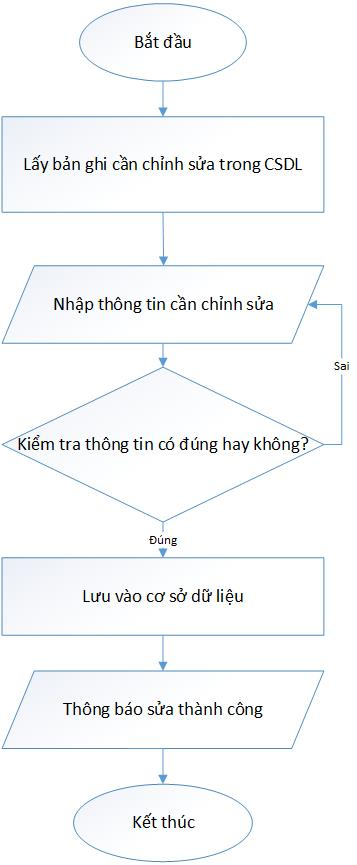 Bắt đầu
Lấy bản ghi cần chỉnh sửa trong CSDL
Nhập thông tin cần chỉnh sửa
Sai
Kiểm tra thông tin có đúng hay không?
Đúng
Lưu vào cơ sở dữ liệu
Thông báo sửa thành công
Kết thúc